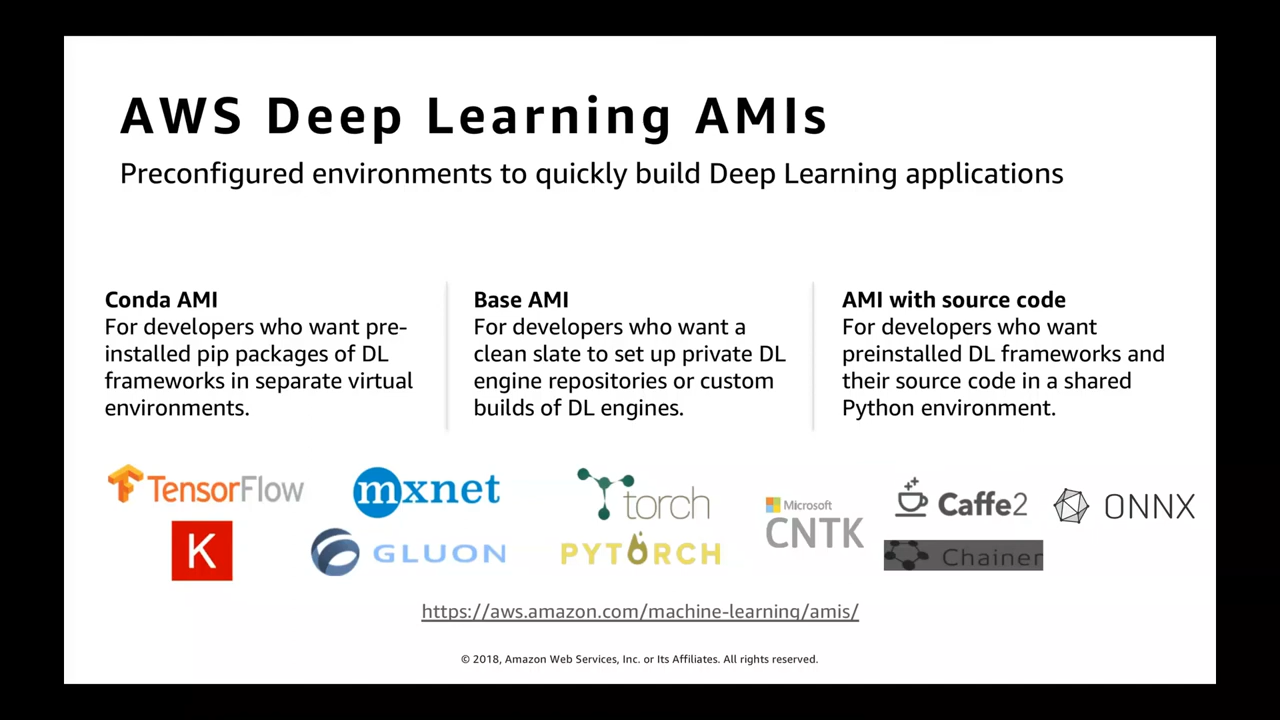 AWS Deep Learning AMIs
Preconfigured environments to quickly build Deep Learning applications
Conda AMI
For developers who want pre-
installed pip packages of DL
frameworks in separate virtual
environments.
Base AMI
For developers who want a
clean slate to set up private DL
engine repositories or custom
builds of DL engines.
AMI with source code
For developers who want
preinstalled DL frameworks and
their source code in a shared
Python environment.
TensorFlow
mxnet
torch
Microsoft
CNTK
Caffe2
ONNX
K
GLUON
PYTORCH
Chainer
https://aws.amazon.com/machine-learning/amis/
© 2018, Amazon Web Services, Inc. or Its Affiliates. All rights reserved.